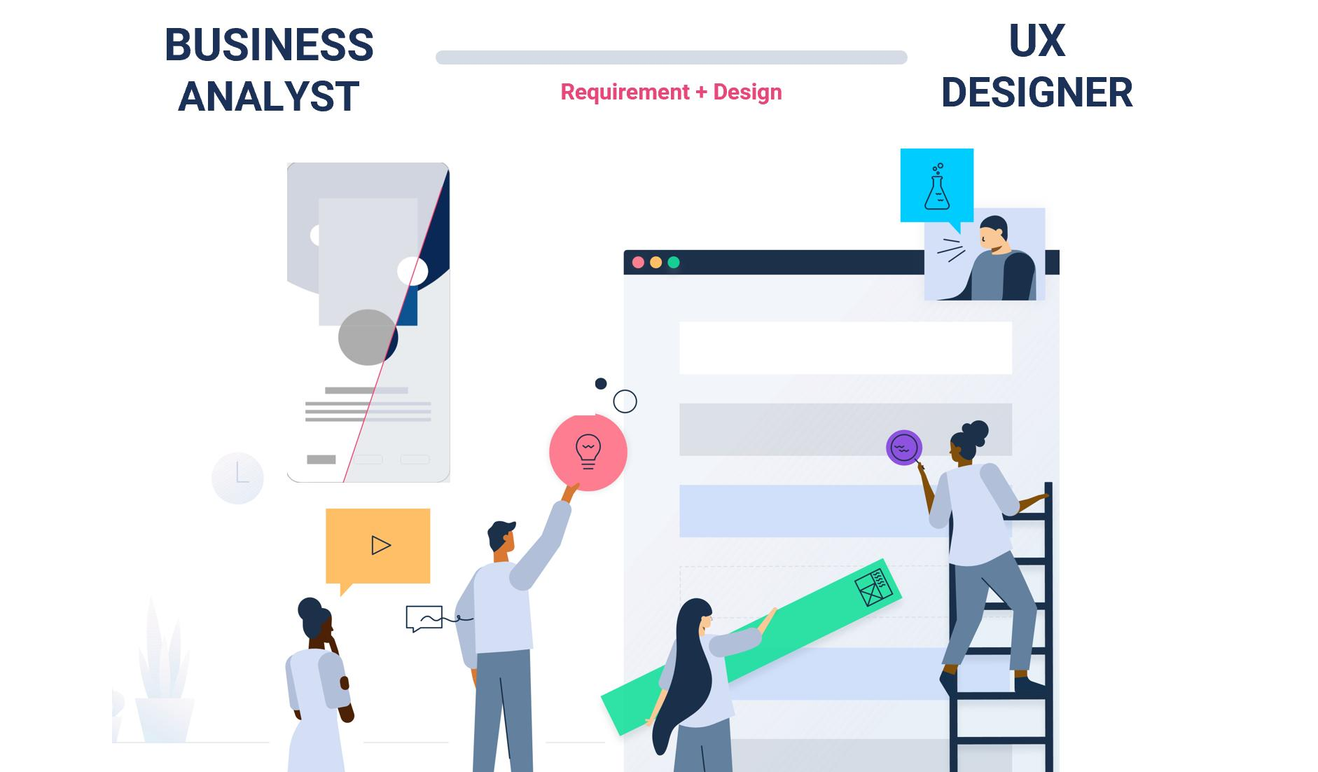 BUSINESS
ANALYST
Requirement + Design
UX
DESIGNER